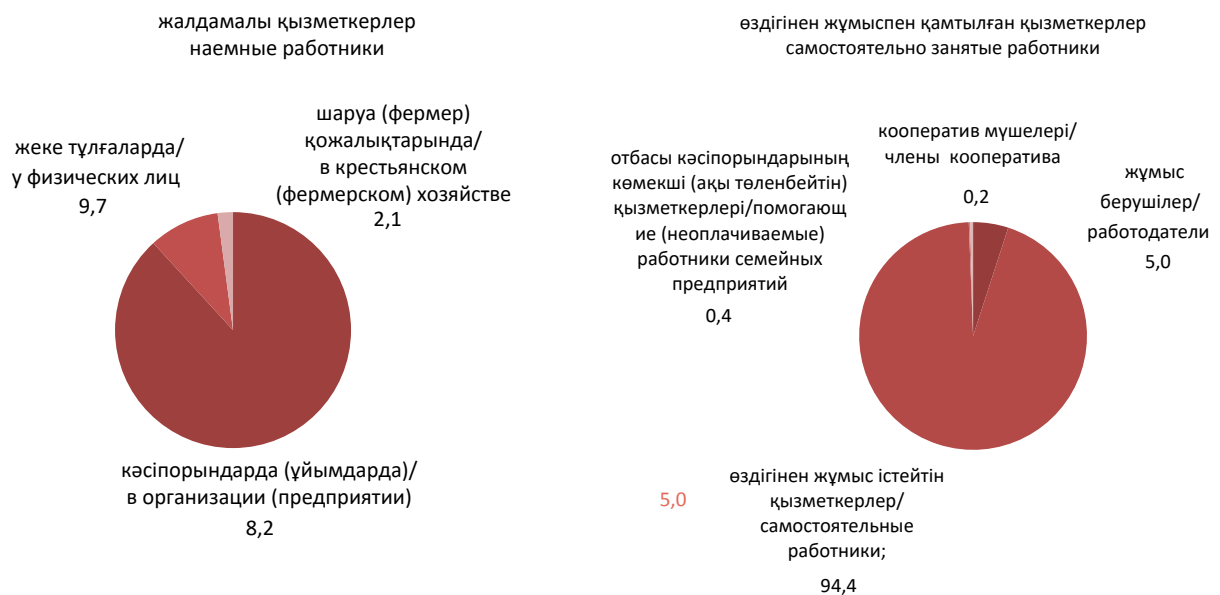 жалдамалы қызметкерлер
наемные работники
жеке тұлғаларда/
у физических лиц
9,7
шаруа (фермер)
қожалықтарында/
в крестьянском
(фермерском) хозяйстве
2,1
кәсіпорындарда (ұйымдарда)/
в организации (предприятии)
8,2
өздігінен жұмыспен қамтылған қызметкерлер
самостоятельно занятые работники
отбасы кәсіпорындарының
көмекші (ақы төленбейтін)
қызметкерлері/помогающ
ие (неоплачиваемые)
работники семейных
предприятий
0,4
кооператив мүшелері/
члены кооператива
0,2
жұмыс
берушілер/
работодатели
5,0
5,0
өздігінен жұмыс істейтін
қызметкерлер/
самостоятельные
работники;
94,4